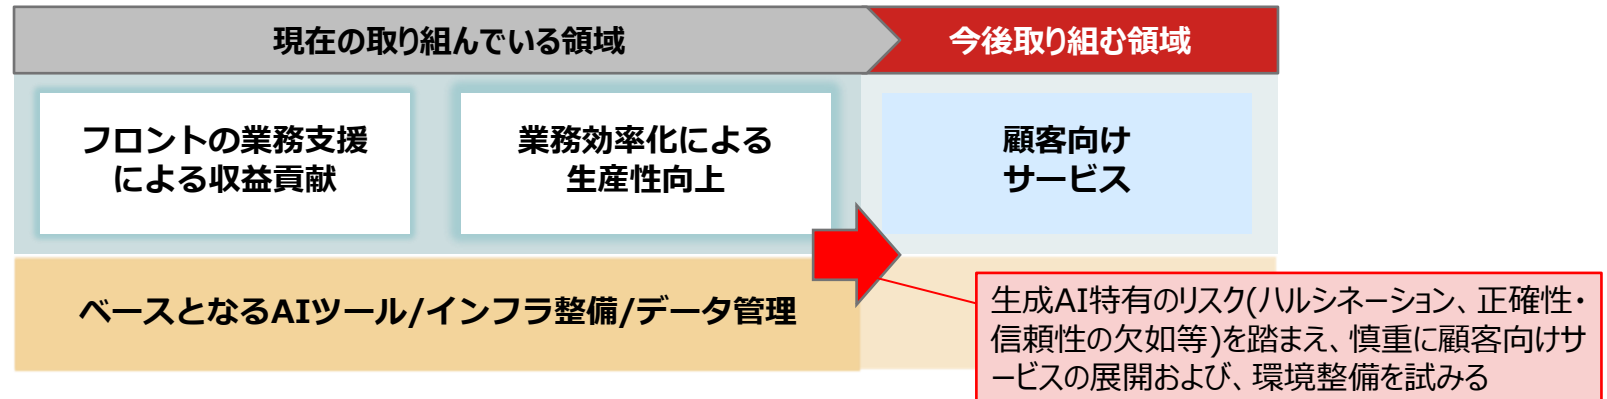 現在の取り組んでいる領域
今後取り組む領域
フロントの業務支援
による収益貢献
業務効率化による
生産性向上
顧客向け
サービス
ベースとなるAIツール/インフラ整備/データ管理
生成AI特有のリスク(ハルシネーション、正確性・
信頼性の欠如等)を踏まえ、慎重に顧客向けサ
ービスの展開および、環境整備を試みる